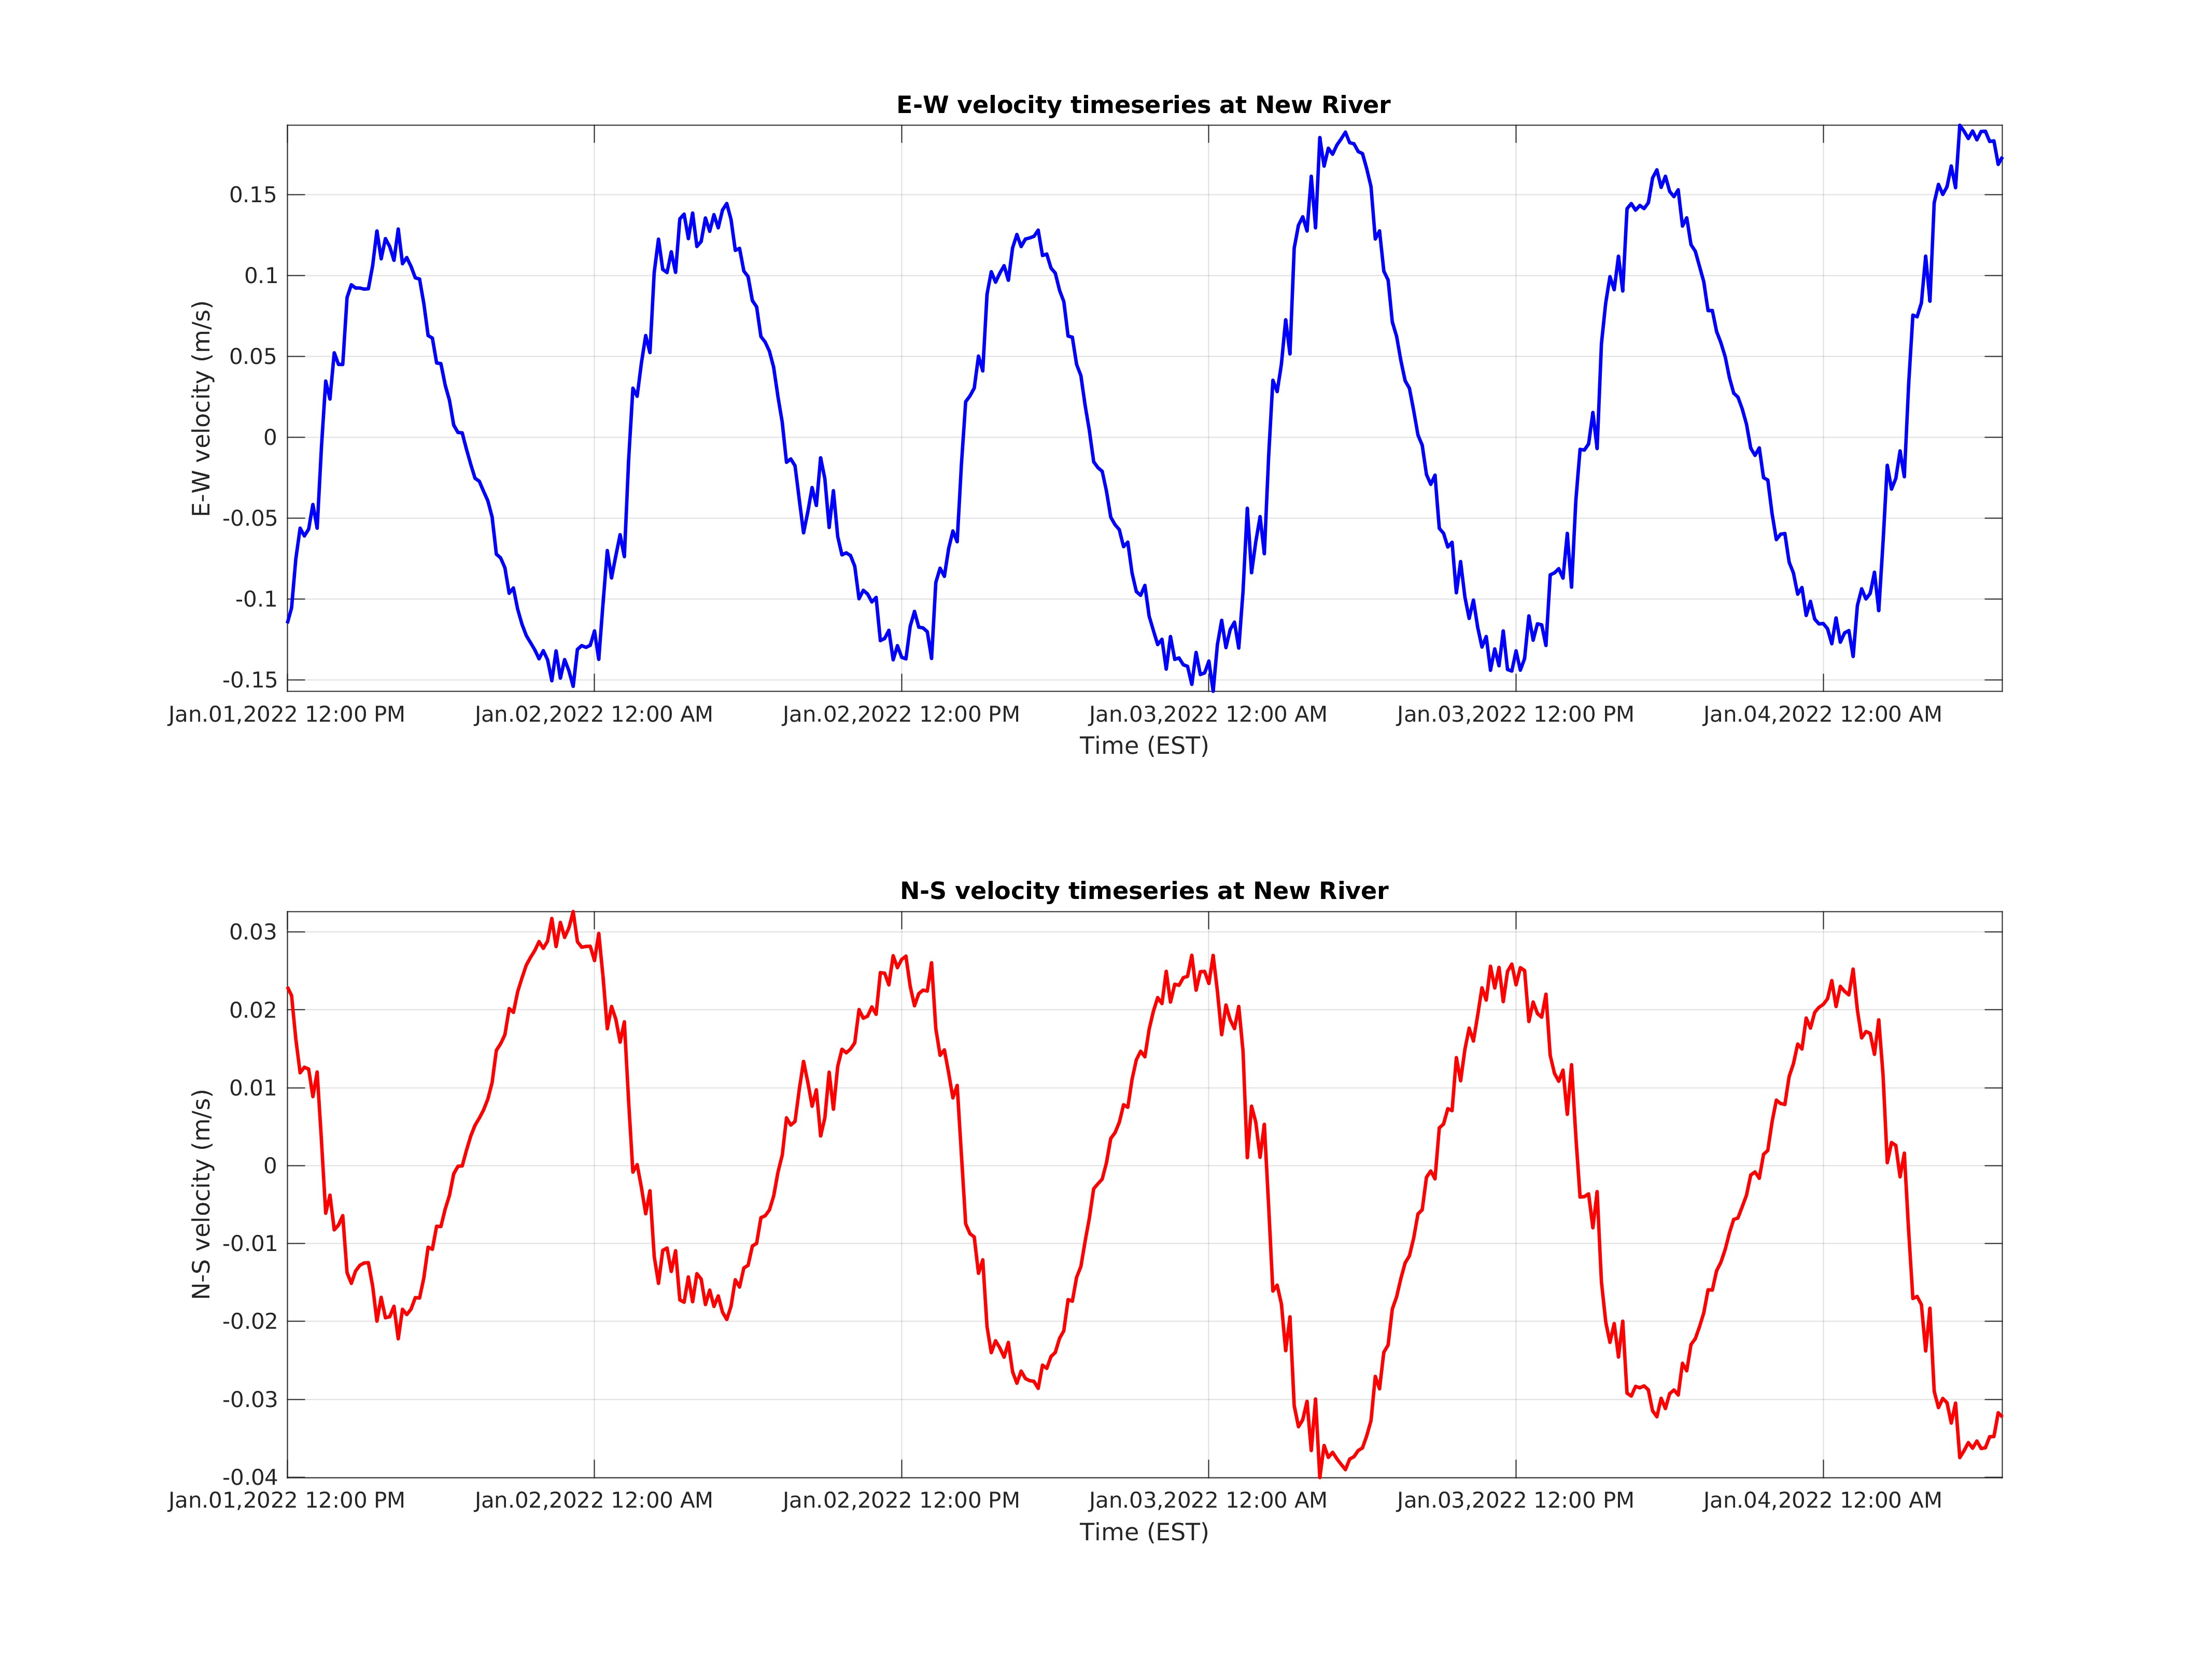 E-W velocity timeseries at New River
E-W velocity (m/s)
0.15
0.1
0.05
0
-0.05
-0.1
-0.15
Jan.01,2022 12:00 PM Jan.02,2022 12:00 AM Jan.02,2022 12:00 PM Jan.03,2022 12:00 AM Jan.03,2022 12:00 PM Jan.04,2022 12:00 AM
Time (EST)
N-S velocity timeseries at New River
N-S velocity (m/s)
0.03
0.02
0.01
0
-0.01
-0.02
-0.03
-0.04
Jan.01,2022 12:00 PM Jan.02,2022 12:00 AM Jan.02,2022 12:00 PM Jan.03,2022 12:00 AM Jan.03,2022 12:00 PM Jan.04,2022 12:00 AM
Time (EST)